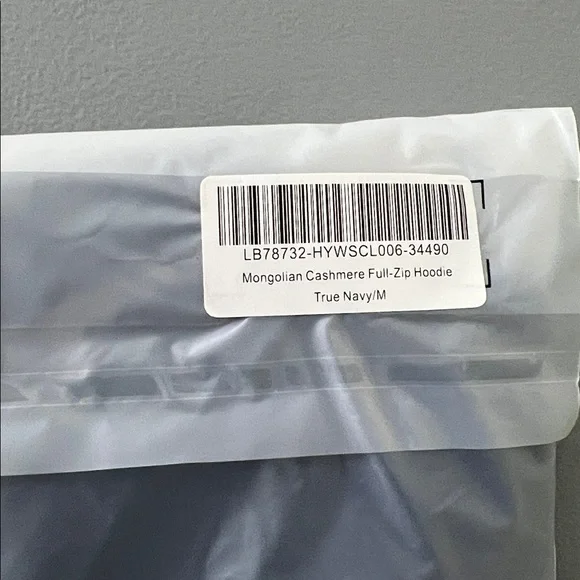 LB78732-HYWSCL006-34490
Mongolian Cashmere Full-Zip Hoodie
True Navy/M